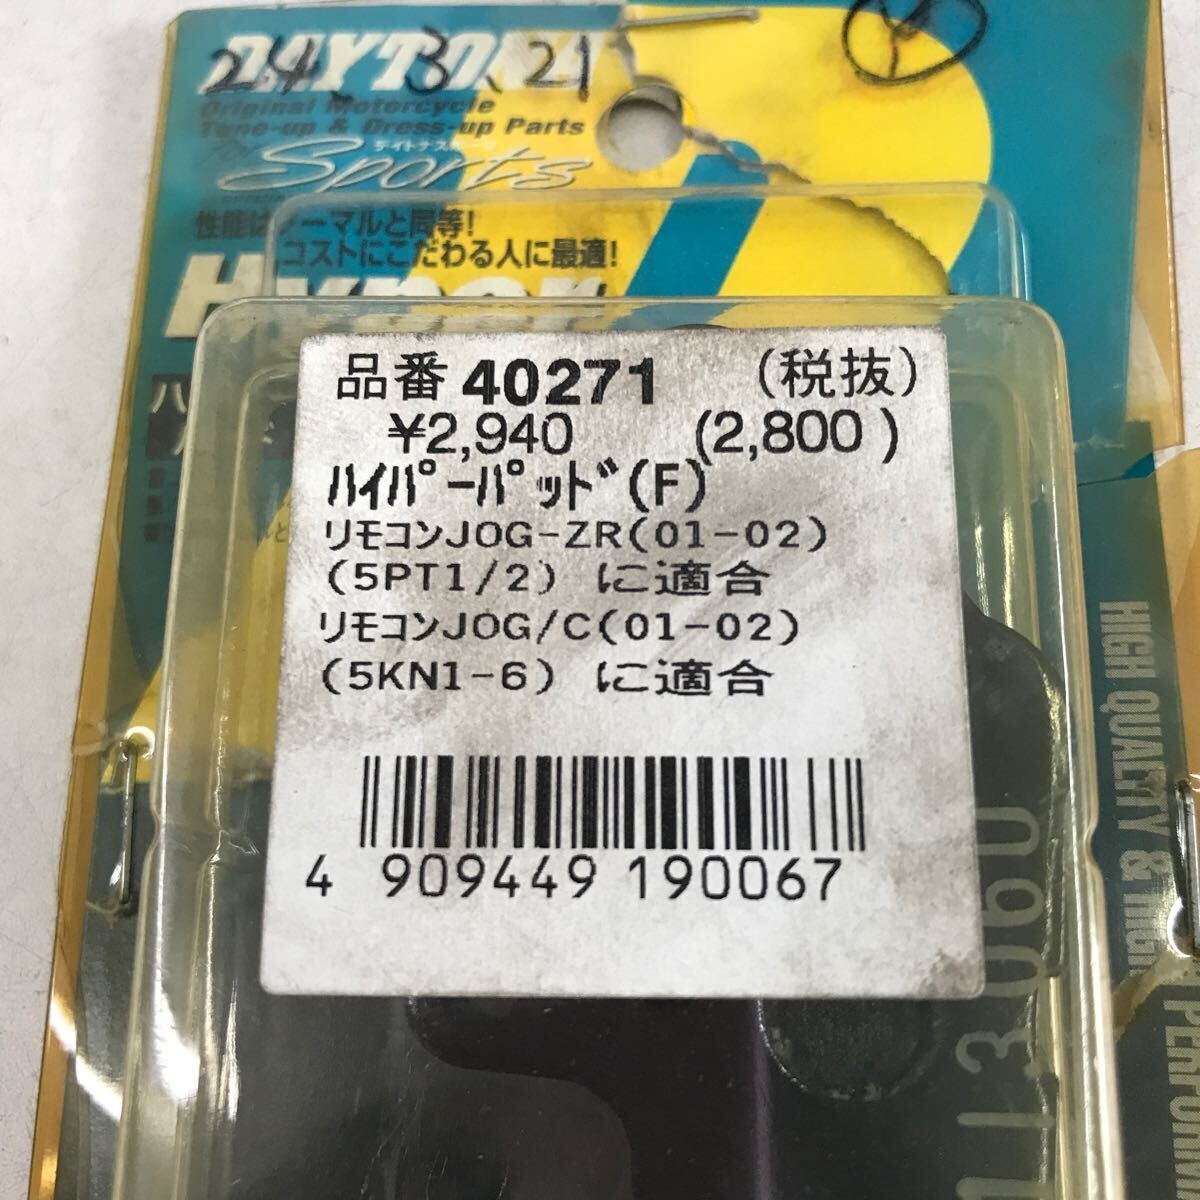 DAYTONA
24.3.21
Original Motorcycle
Tune-up & Dress-up Parts
デイトナスポーツ
Sports
性能はノーマルと同等!
コストにこだわる人に最適!
Hyper
品番 40271 (税抜)
¥2,940 (2,800)
ﾊｲﾊﾟｰﾊﾟｯﾄﾞ(F)
リモコンJOG-ZR(01-02)
(5PT1/2) に適合
リモコンJOG/C(01-02)
(5KN1-6) に適合
4 909449 190067
HIGH QUALITY &
113060